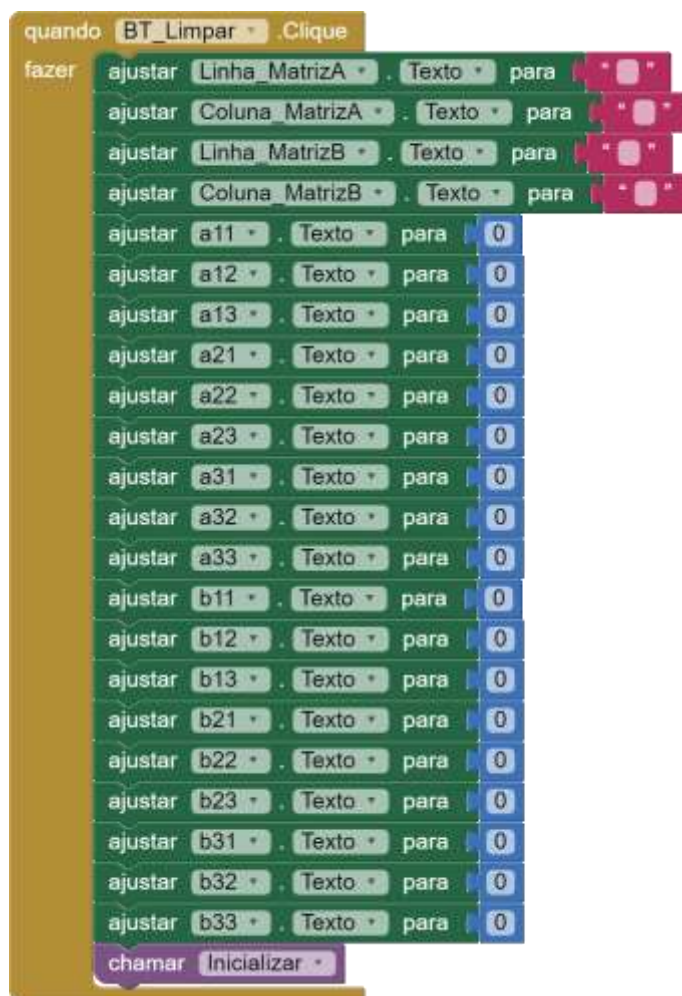 quando BT_Limpar .Clique
fazer ajustar Linha_MatrizA . Texto para " "
ajustar Coluna_MatrizA . Texto para " "
ajustar Linha_MatrizB . Texto para " "
ajustar Coluna_MatrizB . Texto para " "
ajustar a11 . Texto para 0
ajustar a12 . Texto para 0
ajustar a13 . Texto para 0
ajustar a21 . Texto para 0
ajustar a22 . Texto para 0
ajustar a23 . Texto para 0
ajustar a31 . Texto para 0
ajustar a32 . Texto para 0
ajustar a33 . Texto para 0
ajustar b11 . Texto para 0
ajustar b12 . Texto para 0
ajustar b13 . Texto para 0
ajustar b21 . Texto para 0
ajustar b22 . Texto para 0
ajustar b23 . Texto para 0
ajustar b31 . Texto para 0
ajustar b32 . Texto para 0
ajustar b33 . Texto para 0
chamar Inicializar